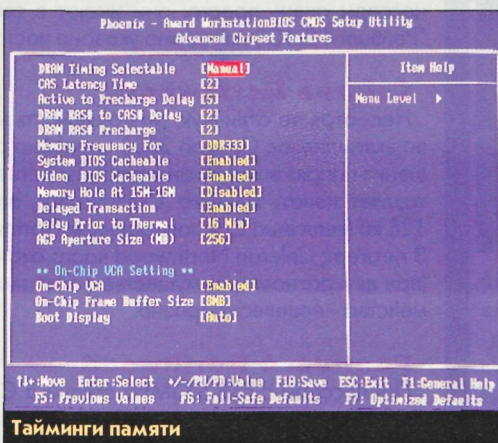 Phoenix - Award WorkstationBIOS CMOS Setup Utility
Advanced Chipset Features
DRAM Timing Selectable [Manual]
CAS Latency Time [2]
Active to Precharge Delay [5]
DRAM RAS# to CAS# Delay [2]
DRAM RAS# Precharge [2]
Memory Frequency For [DDR333]
System BIOS Cacheable [Enabled]
Video BIOS Cacheable [Enabled]
Memory Hole At 15M-16M [Disabled]
Delayed Transaction [Enabled]
Delay Prior to Thermal [16 Min]
AGP Aperture Size (MB) [256]
** On-Chip VGA Setting **
On-Chip VGA [Enabled]
On-Chip Frame Buffer Size [8MB]
Boot Display [Auto]
Item Help
Menu Level ▶
↑↓←:Move Enter:Select +/-/PU/PD:Value F10:Save ESC:Exit F1:General Help
F5: Previous Values F6: Fail-Safe Defaults F7: Optimized Defaults
Тайминги памяти